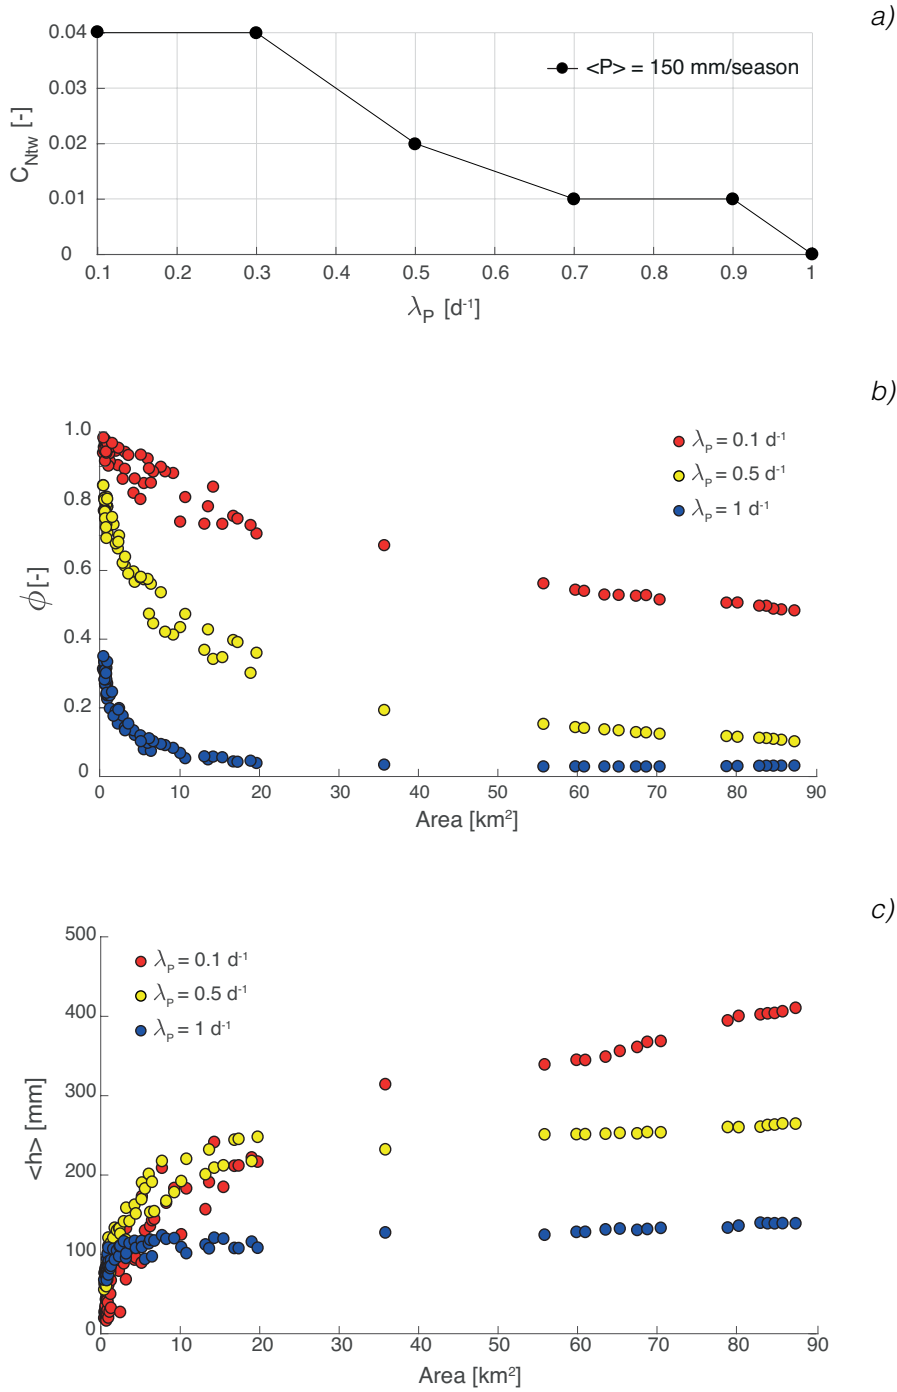 a)
0.04
0.03
0.02
0.01
0
C_Ntw [-]
<P> = 150 mm/season
0.1 0.2 0.3 0.4 0.5 0.6 0.7 0.8 0.9 1
λ_P [d⁻¹]
b)
1.0
0.8
0.6
0.4
0.2
0
ϕ [-]
λ_P = 0.1 d⁻¹
λ_P = 0.5 d⁻¹
λ_P = 1 d⁻¹
0 10 20 30 40 50 60 70 80 90
Area [km²]
c)
500
400
300
200
100
0
<h> [mm]
λ_P = 0.1 d⁻¹
λ_P = 0.5 d⁻¹
λ_P = 1 d⁻¹
0 10 20 30 40 50 60 70 80 90
Area [km²]